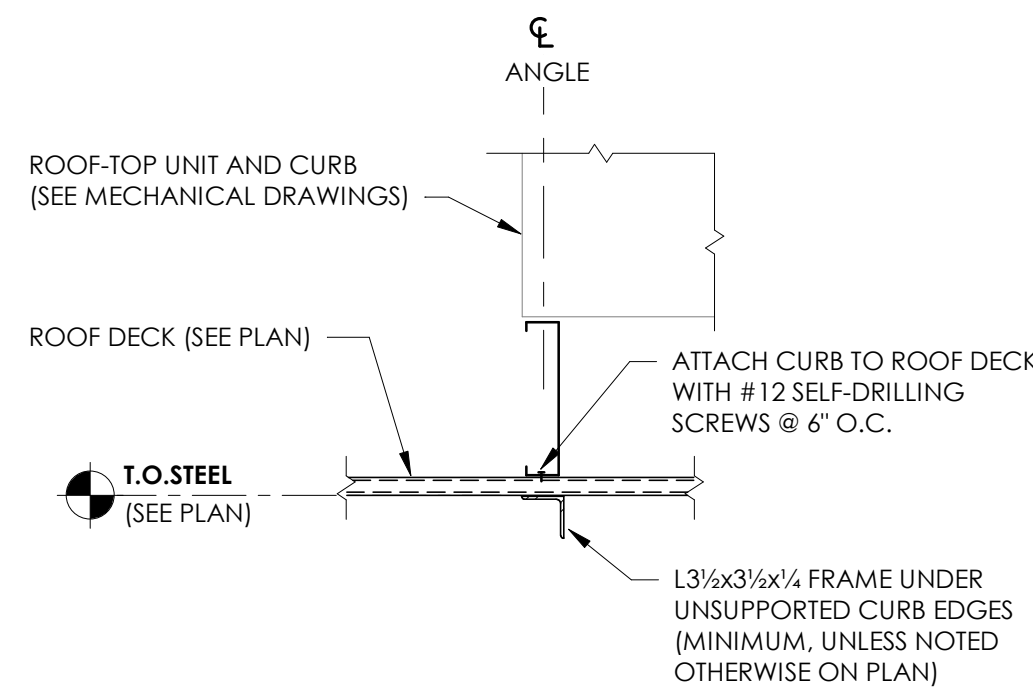 ℄
ANGLE
ROOF-TOP UNIT AND CURB
(SEE MECHANICAL DRAWINGS)
ROOF DECK (SEE PLAN)
ATTACH CURB TO ROOF DECK
WITH #12 SELF-DRILLING
SCREWS @ 6" O.C.
T.O.STEEL
(SEE PLAN)
L3½x3½x¼ FRAME UNDER
UNSUPPORTED CURB EDGES
(MINIMUM, UNLESS NOTED
OTHERWISE ON PLAN)